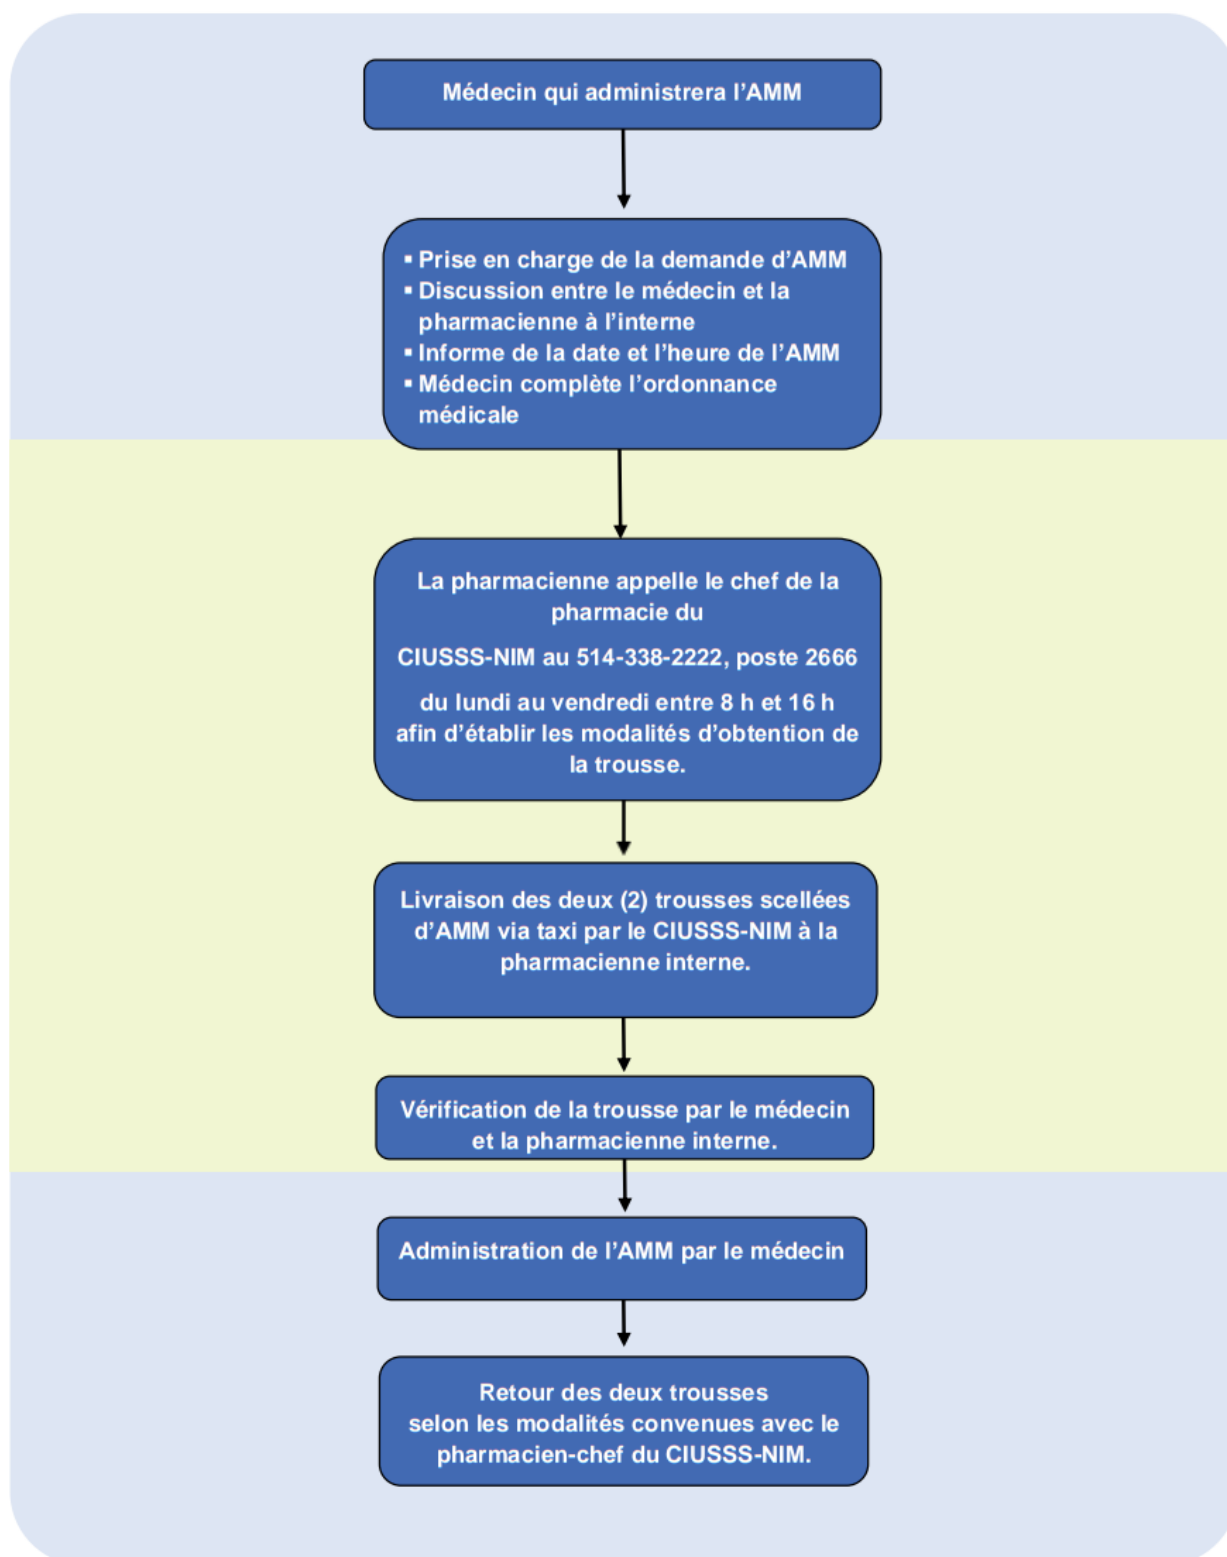 Médecin qui administrera l’AMM
▪ Prise en charge de la demande d’AMM
▪ Discussion entre le médecin et la
pharmacienne à l’interne
▪ Informe de la date et l’heure de l’AMM
▪ Médecin complète l’ordonnance
médicale
La pharmacienne appelle le chef de la
pharmacie du
CIUSSS-NIM au 514-338-2222, poste 2666
du lundi au vendredi entre 8 h et 16 h
afin d’établir les modalités d’obtention de
la trousse.
Livraison des deux (2) trousses scellées
d’AMM via taxi par le CIUSSS-NIM à la
pharmacienne interne.
Vérification de la trousse par le médecin
et la pharmacienne interne.
Administration de l’AMM par le médecin
Retour des deux trousses
selon les modalités convenues avec le
pharmacien-chef du CIUSSS-NIM.